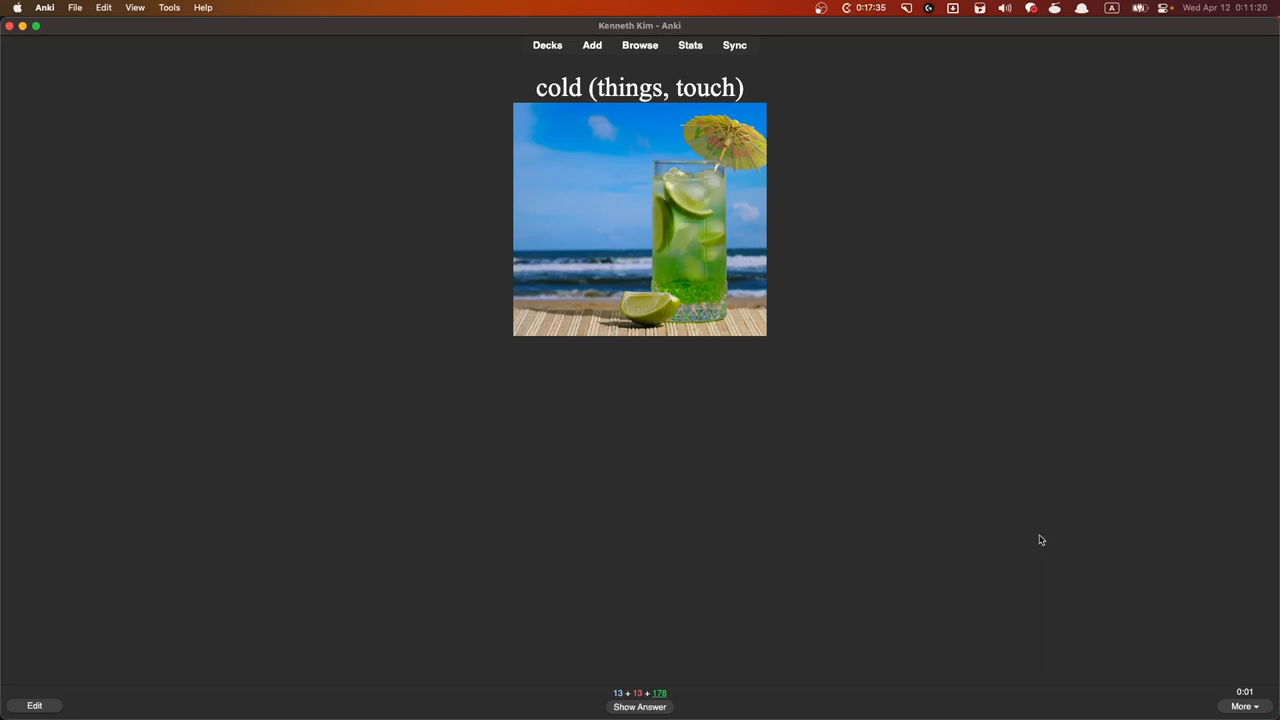 Anki File Edit View Tools Help 0:17:35 A Wed Apr 12 0:11:20
Kenneth Kim - Anki
Decks Add Browse Stats Sync
cold (things, touch)
13 + 13 + 178
0:01
Edit Show Answer More